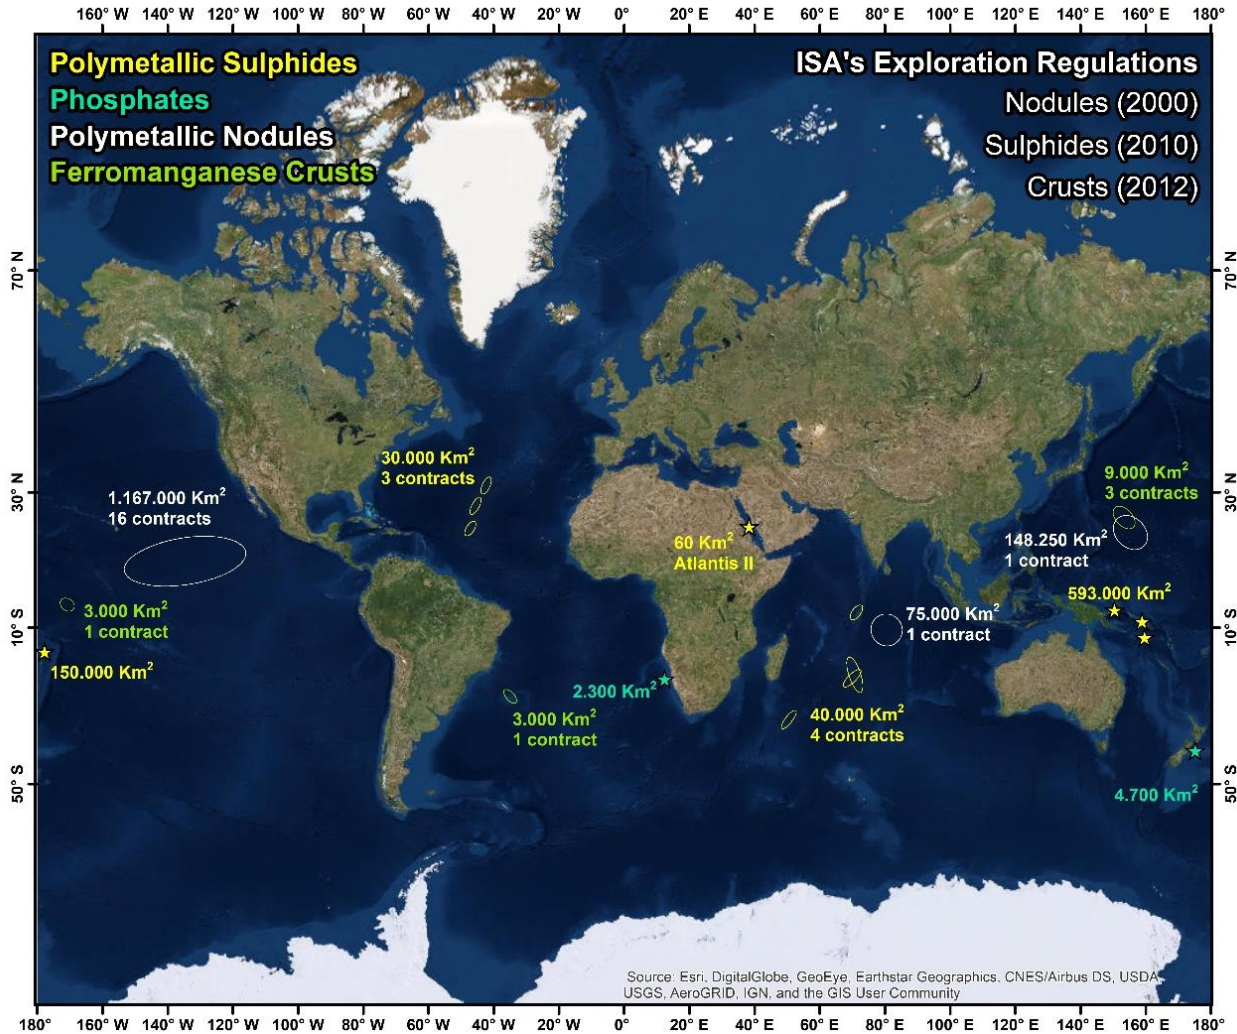 160° W 140° W 120° W 100° W 80° W 60° W 40° W 20° W 0° 20° E 40° E 60° E 80° E 100° E 120° E 140° E 160° E 180°
Polymetallic Sulphides
Phosphates
Polymetallic Nodules
Ferromanganese Crusts
ISA's Exploration Regulations
Nodules (2000)
Sulphides (2010)
Crusts (2012)
70° N
70° N
30° N
30° N
10° S
10° S
50° S
50° S
30.000 Km²
3 contracts
1.167.000 Km²
16 contracts
9.000 Km²
3 contracts
60 Km²
Atlantis II
148.250 Km²
1 contract
593.000 Km²
3.000 Km²
1 contract
75.000 Km²
1 contract
150.000 Km²
2.300 Km²
3.000 Km²
1 contract
40.000 Km²
4 contracts
4.700 Km²
Source: Esri, DigitalGlobe, GeoEye, Earthstar Geographics, CNES/Airbus DS, USDA,
USGS, AeroGRID, IGN, and the GIS User Community
160° W 140° W 120° W 100° W 80° W 60° W 40° W 20° W 0° 20° E 40° E 60° E 80° E 100° E 120° E 140° E 160° E 180°